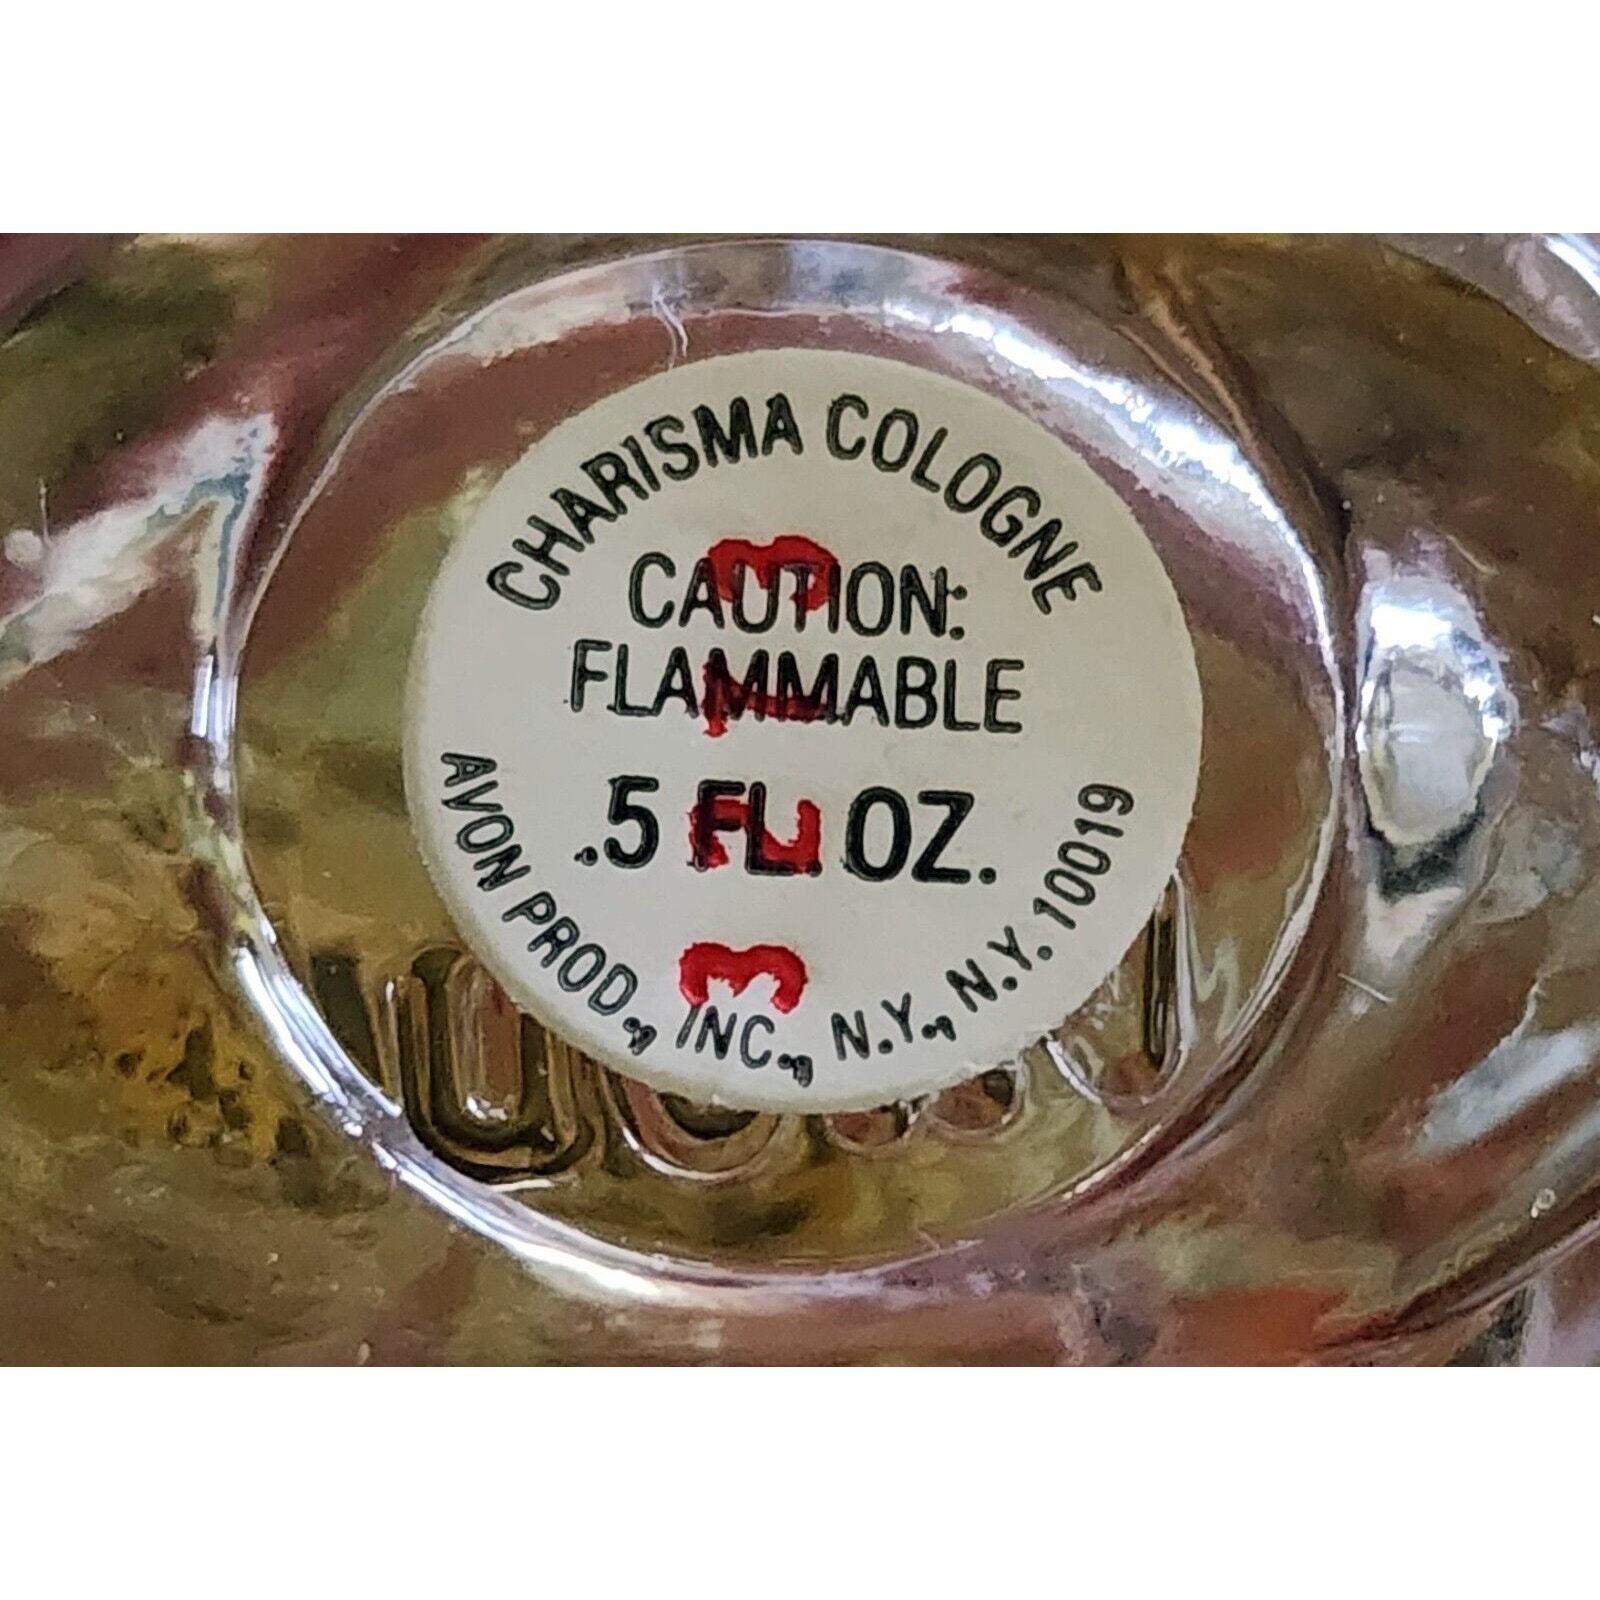 CHARISMA COLOGNE
CAUTION:
FLAMMABLE
.5 FL. OZ.
AVON PROD., INC., N.Y., N.Y. 10019